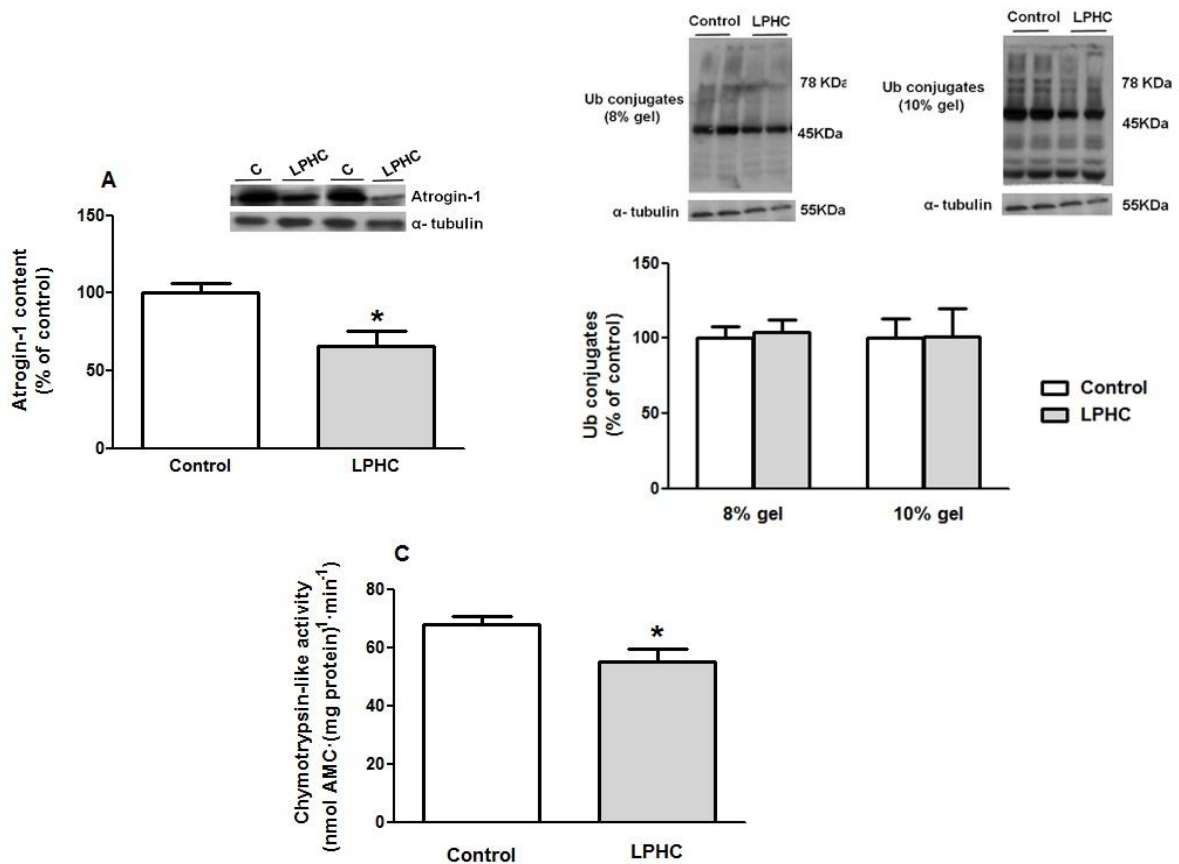 A
C LPHC C LPHC
Atrogin-1
α- tubulin
150
100
50
0
Atrogin-1 content
(% of control)
*
Control LPHC
Control LPHC
Ub conjugates
(8% gel)
78 KDa
45KDa
α- tubulin
55KDa
Control LPHC
Ub conjugates
(10% gel)
78 KDa
45KDa
α- tubulin
55KDa
150
100
50
0
Ub conjugates
(% of control)
8% gel 10% gel
Control
LPHC
C
80
60
40
20
0
Chymotrypsin-like activity
(nmol AMC·(mg protein)¹·min⁻¹)
*
Control LPHC